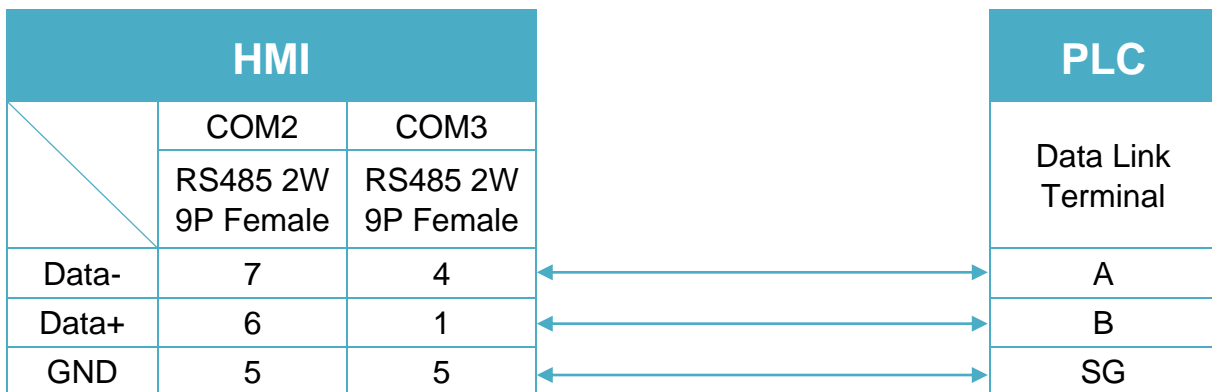 HMI PLC
COM2 COM3
Data Link
Terminal
RS485 2W RS485 2W
9P Female 9P Female
Data- 7 4 A
Data+ 6 1 B
GND 5 5 SG